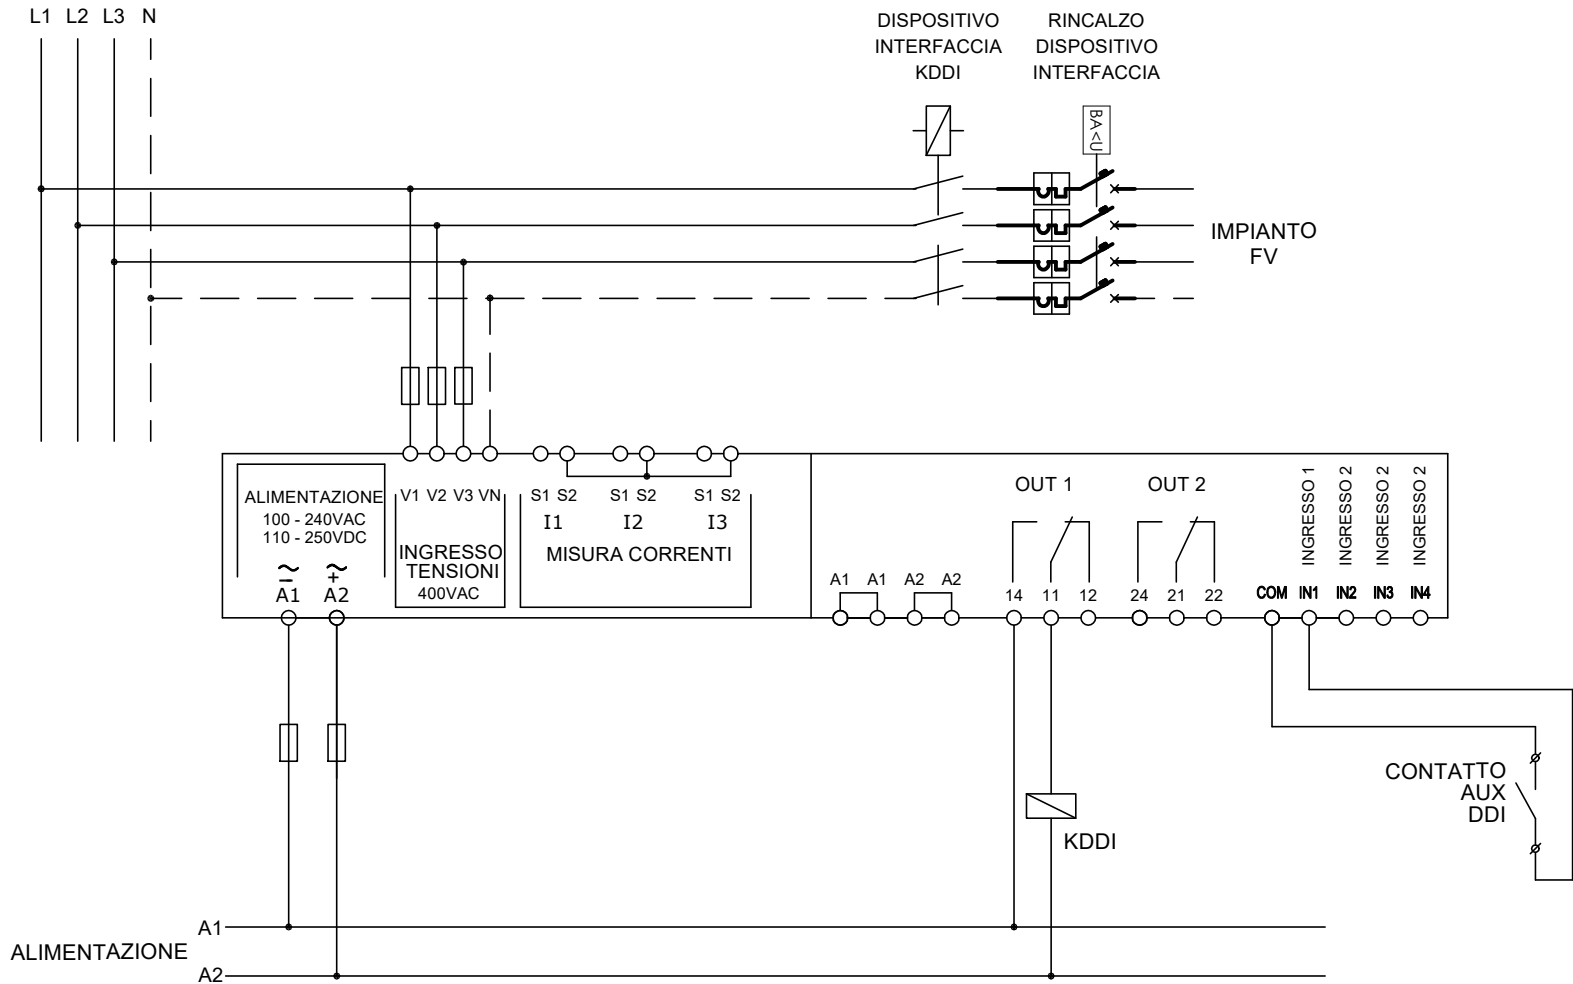 L1 L2 L3 N
DISPOSITIVO
INTERFACCIA
KDDI
RINCALZO
DISPOSITIVO
INTERFACCIA
BA<U
IMPIANTO
FV
ALIMENTAZIONE
100 - 240VAC
110 - 250VDC
~ ~
− +
A1 A2
V1 V2 V3 VN
INGRESSO
TENSIONI
400VAC
S1 S2 S1 S2 S1 S2
I1 I2 I3
MISURA CORRENTI
A1 A1 A2 A2
OUT 1
14 11 12
OUT 2
24 21 22
INGRESSO 1
INGRESSO 2
INGRESSO 2
INGRESSO 2
COM IN1 IN2 IN3 IN4
CONTATTO
AUX
DDI
KDDI
ALIMENTAZIONE
A1
A2